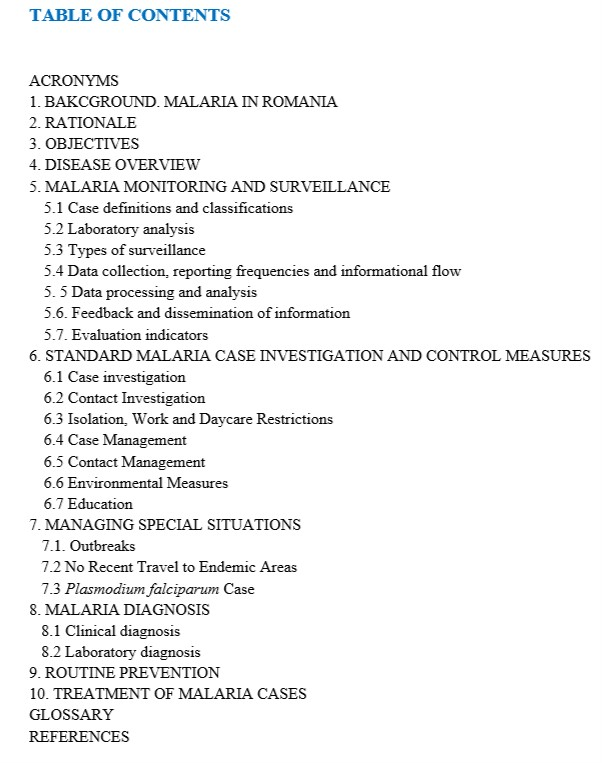 TABLE OF CONTENTS
ACRONYMS
1. BAKCGROUND. MALARIA IN ROMANIA
2. RATIONALE
3. OBJECTIVES
4. DISEASE OVERVIEW
5. MALARIA MONITORING AND SURVEILLANCE
5.1 Case definitions and classifications
5.2 Laboratory analysis
5.3 Types of surveillance
5.4 Data collection, reporting frequencies and informational flow
5. 5 Data processing and analysis
5.6. Feedback and dissemination of information
5.7. Evaluation indicators
6. STANDARD MALARIA CASE INVESTIGATION AND CONTROL MEASURES
6.1 Case investigation
6.2 Contact Investigation
6.3 Isolation, Work and Daycare Restrictions
6.4 Case Management
6.5 Contact Management
6.6 Environmental Measures
6.7 Education
7. MANAGING SPECIAL SITUATIONS
7.1. Outbreaks
7.2 No Recent Travel to Endemic Areas
7.3 Plasmodium falciparum Case
8. MALARIA DIAGNOSIS
8.1 Clinical diagnosis
8.2 Laboratory diagnosis
9. ROUTINE PREVENTION
10. TREATMENT OF MALARIA CASES
GLOSSARY
REFERENCES